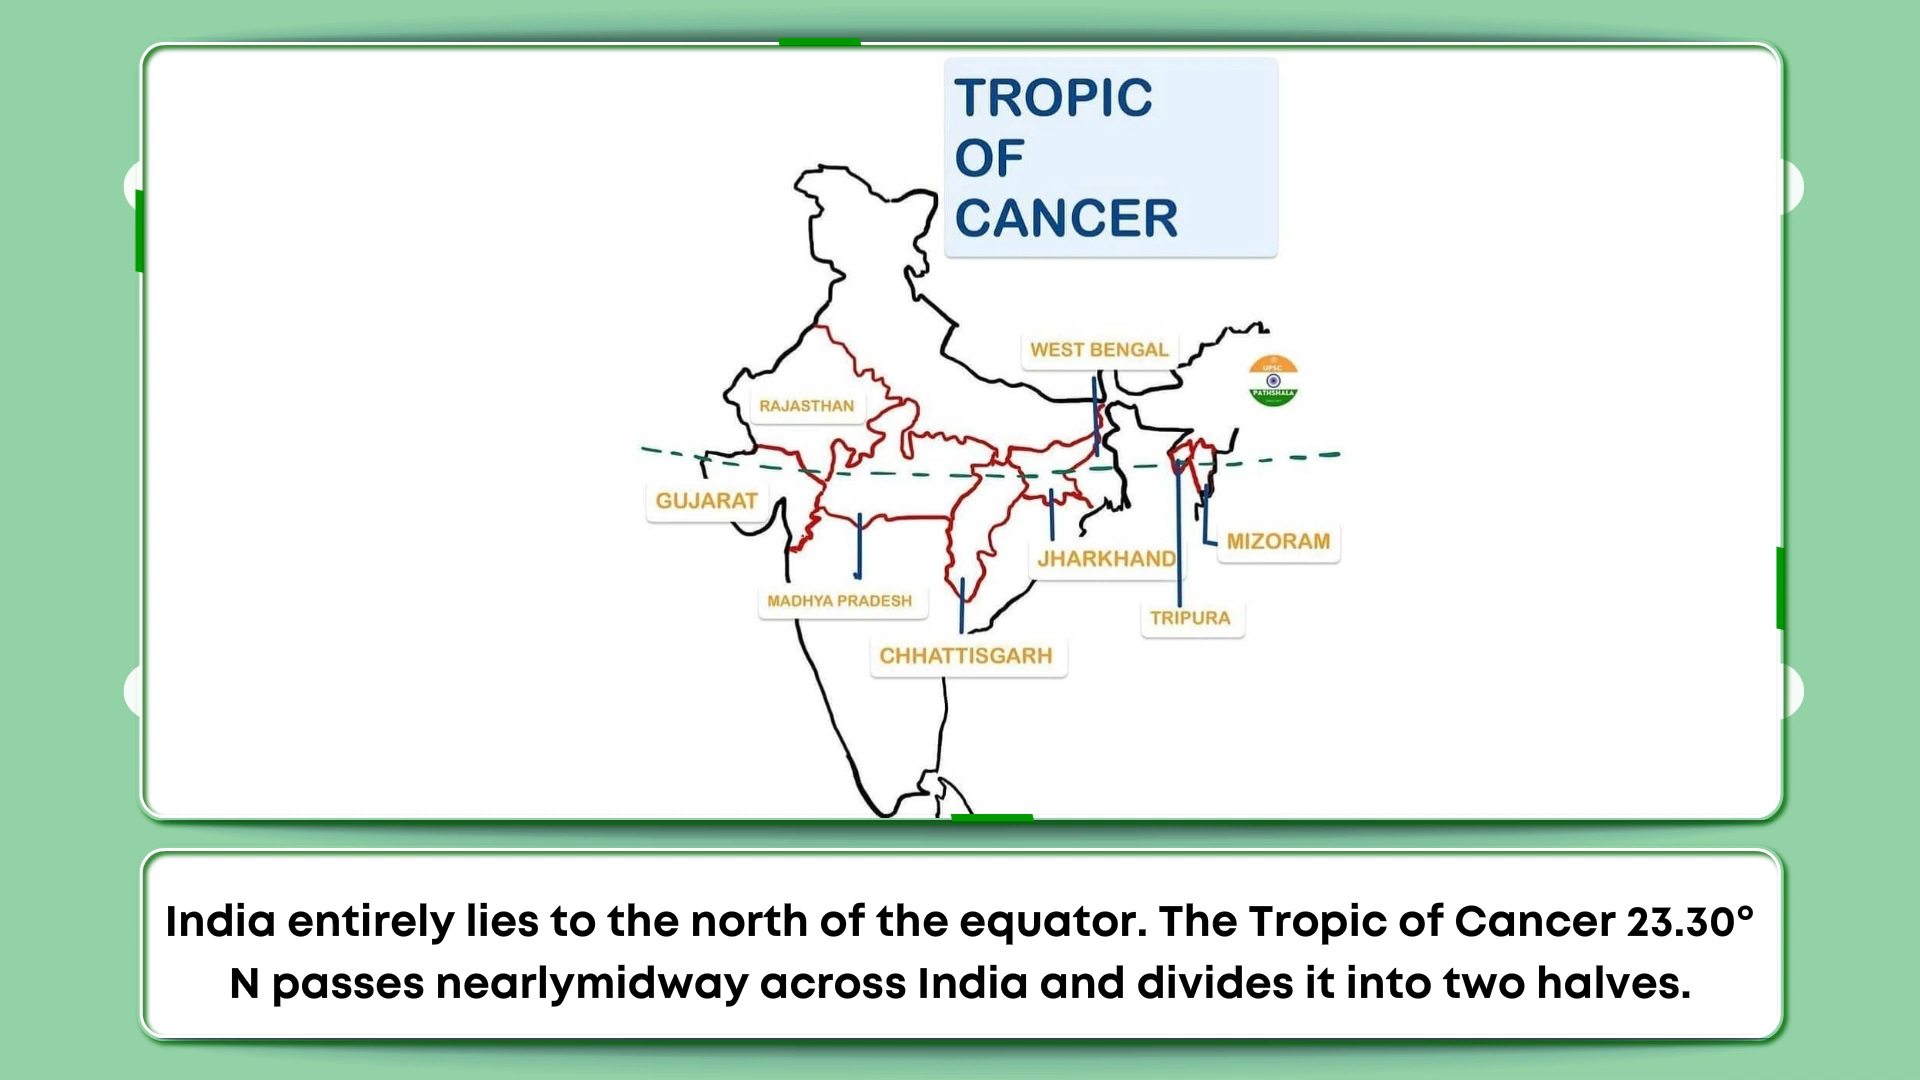 TROPIC
OF
CANCER
WEST BENGAL
UPSC
PATHSHALA
RAJASTHAN
GUJARAT
MIZORAM
JHARKHAND
MADHYA PRADESH
TRIPURA
CHHATTISGARH
India entirely lies to the north of the equator. The Tropic of Cancer 23.30°
N passes nearlymidway across India and divides it into two halves.